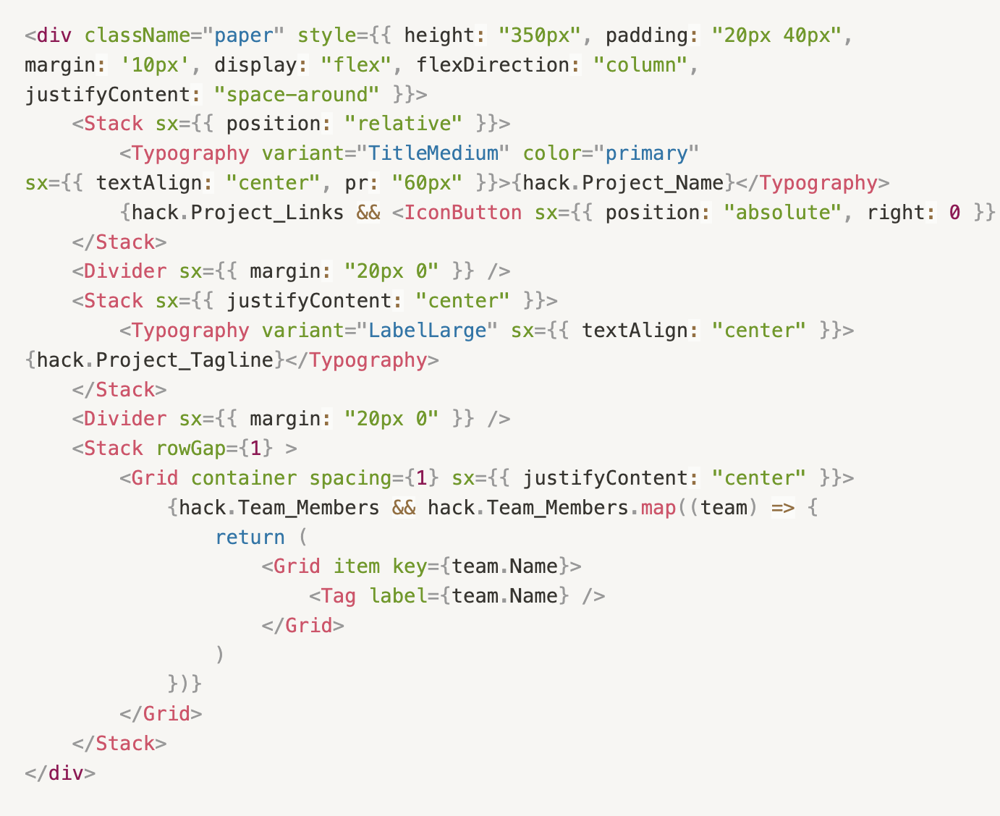 <div className="paper" style={{ height: "350px", padding: "20px 40px",
margin: '10px', display: "flex", flexDirection: "column",
justifyContent: "space-around" }}>
    <Stack sx={{ position: "relative" }}>
        <Typography variant="TitleMedium" color="primary"
sx={{ textAlign: "center", pr: "60px" }}>{hack.Project_Name}</Typography>
        {hack.Project_Links && <IconButton sx={{ position: "absolute", right: 0 }}
    </Stack>
    <Divider sx={{ margin: "20px 0" }} />
    <Stack sx={{ justifyContent: "center" }}>
        <Typography variant="LabelLarge" sx={{ textAlign: "center" }}>
{hack.Project_Tagline}</Typography>
    </Stack>
    <Divider sx={{ margin: "20px 0" }} />
    <Stack rowGap={1} >
        <Grid container spacing={1} sx={{ justifyContent: "center" }}>
            {hack.Team_Members && hack.Team_Members.map((team) => {
                return (
                    <Grid item key={team.Name}>
                        <Tag label={team.Name} />
                    </Grid>
                )
            })}
        </Grid>
    </Stack>
</div>